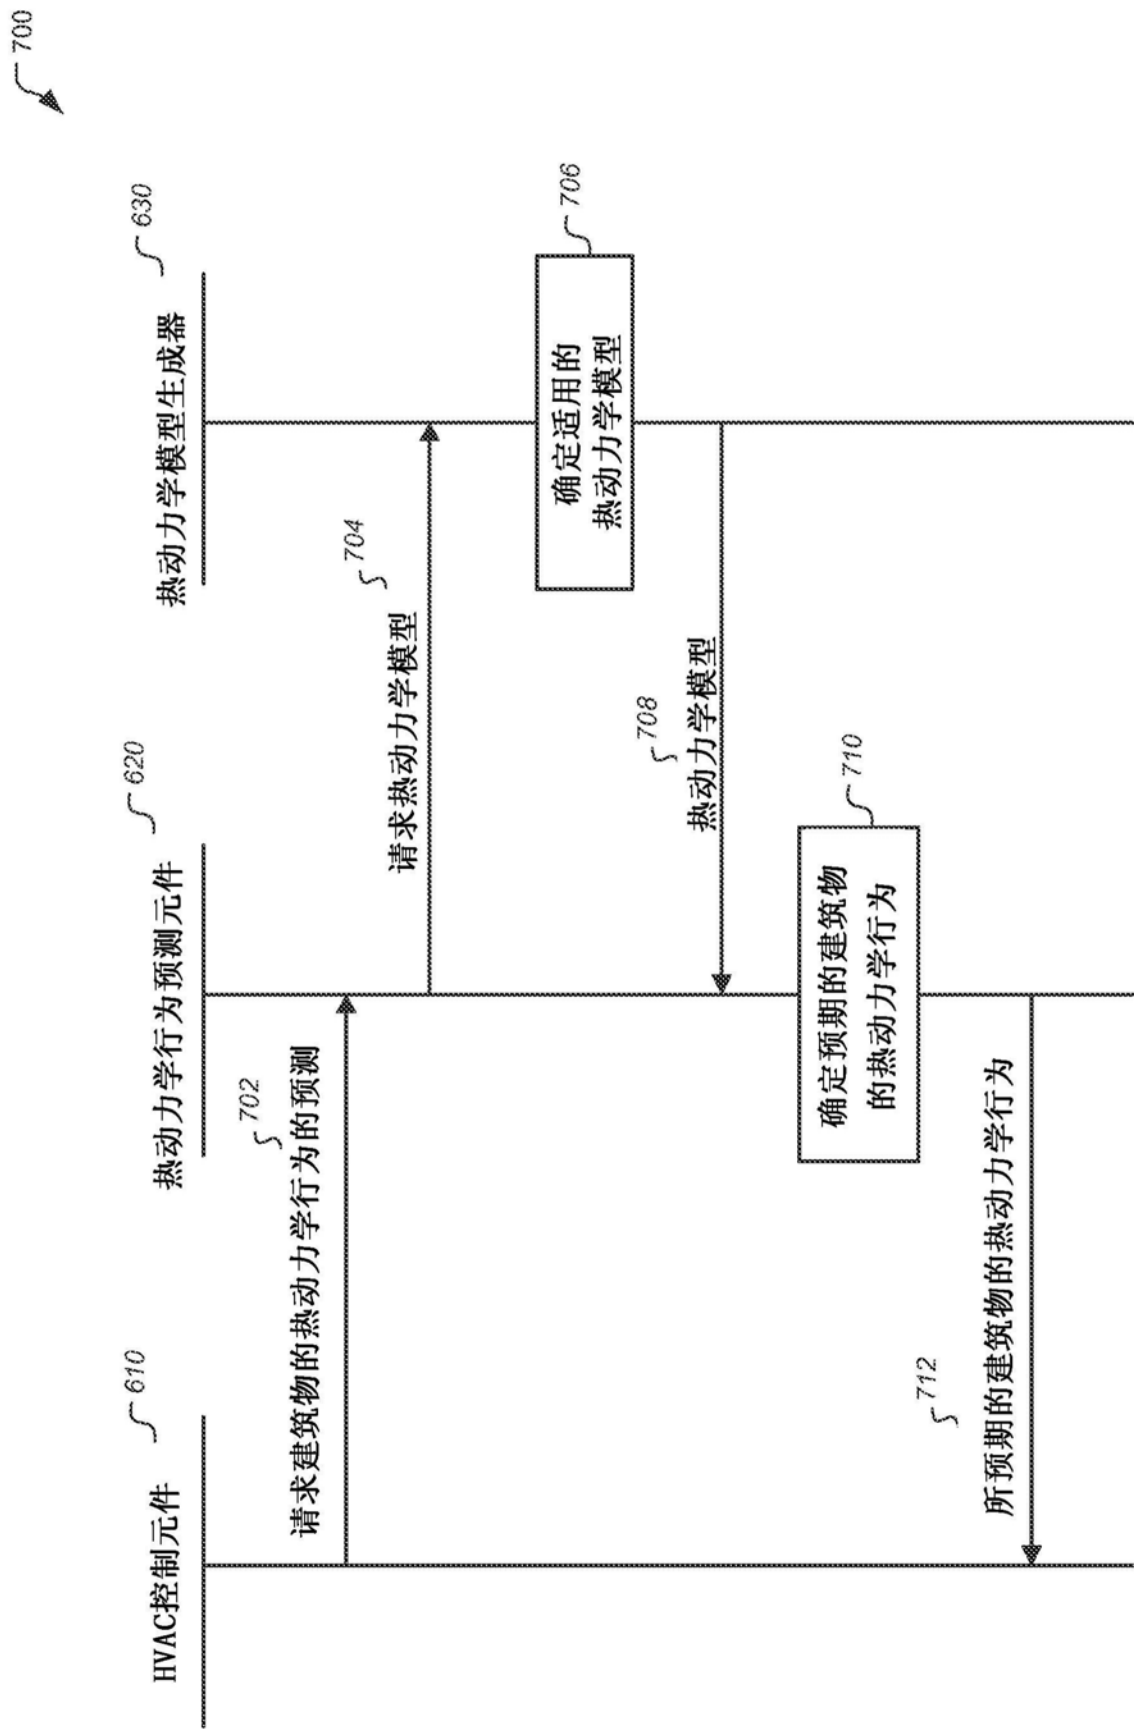 700
HVAC控制元件
610
热动力学行为预测元件
620
热动力学模型生成器
630
702
请求建筑物的热动力学行为的预测
704
请求热动力学模型
706
确定适用的
热动力学模型
708
热动力学模型
710
确定预期的建筑物
的热动力学行为
712
所预期的建筑物的热动力学行为